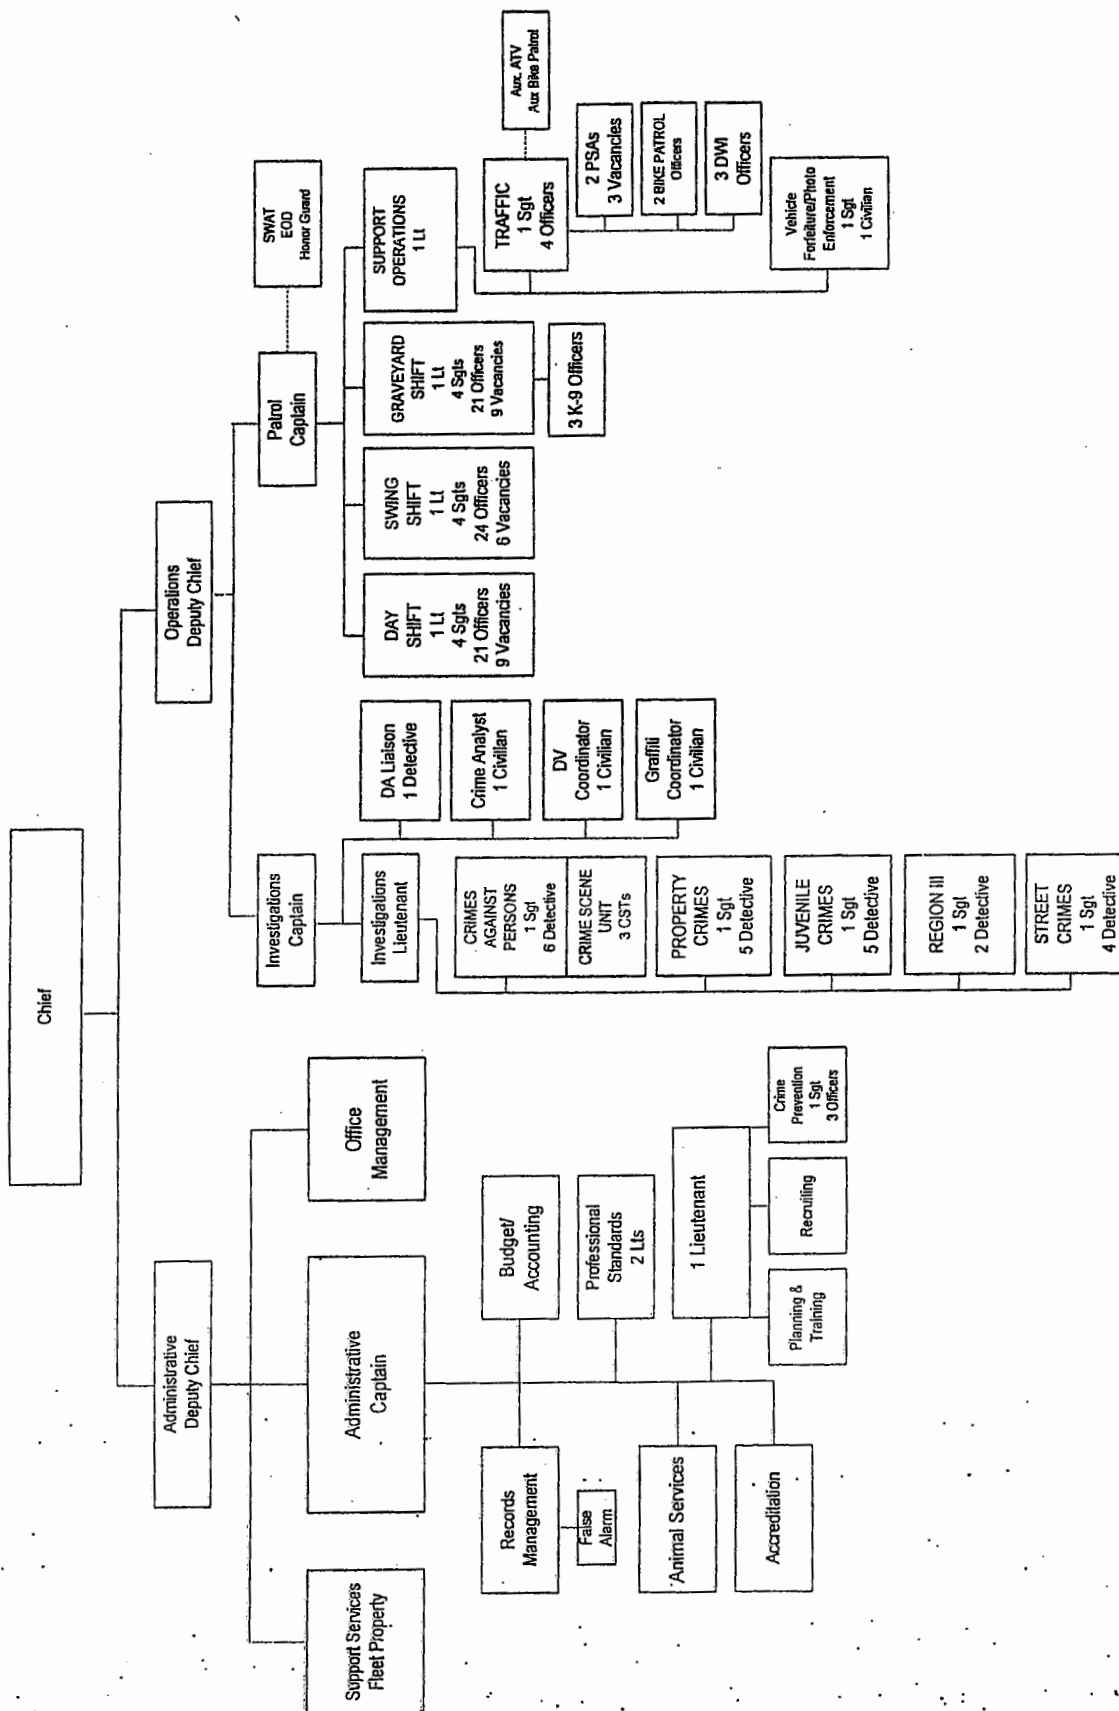 Chief
Administrative
Deputy Chief
Operations
Deputy Chief
Support Services
Fleet Property
Administrative
Captain
Office
Management
Records
Management
False
Alarm
Budget/
Accounting
Professional
Standards
2 Lts
Animal Services
1 Lieutenant
Accreditation
Planning &
Training
Recruiting
Crime
Prevention
1 Sgt
3 Officers
Investigations
Captain
Investigations
Lieutenant
DA Liaison
1 Detective
Crime Analyst
1 Civilian
DV
Coordinator
1 Civilian
Graffiti
Coordinator
1 Civilian
CRIMES
AGAINST
PERSONS
1 Sgt
6 Detective
CRIME SCENE
UNIT
3 CSTs
PROPERTY
CRIMES
1 Sgt
5 Detective
JUVENILE
CRIMES
1 Sgt
5 Detective
REGION III
1 Sgt
2 Detective
STREET
CRIMES
1 Sgt
4 Detective
Patrol
Captain
SWAT
EOD
Honor Guard
DAY
SHIFT
1 Lt
4 Sgts
21 Officers
9 Vacancies
SWING
SHIFT
1 Lt
4 Sgts
24 Officers
6 Vacancies
GRAVEYARD
SHIFT
1 Lt
4 Sgts
21 Officers
9 Vacancies
3 K-9 Officers
SUPPORT
OPERATIONS
1 Lt
TRAFFIC
1 Sgt
4 Officers
Aux. ATV
Aux Bike Patrol
2 PSAs
3 Vacancies
2 BIKE PATROL
Officers
3 DWI
Officers
Vehicle
Forfeiture/Photo
Enforcement
1 Sgt
1 Civilian